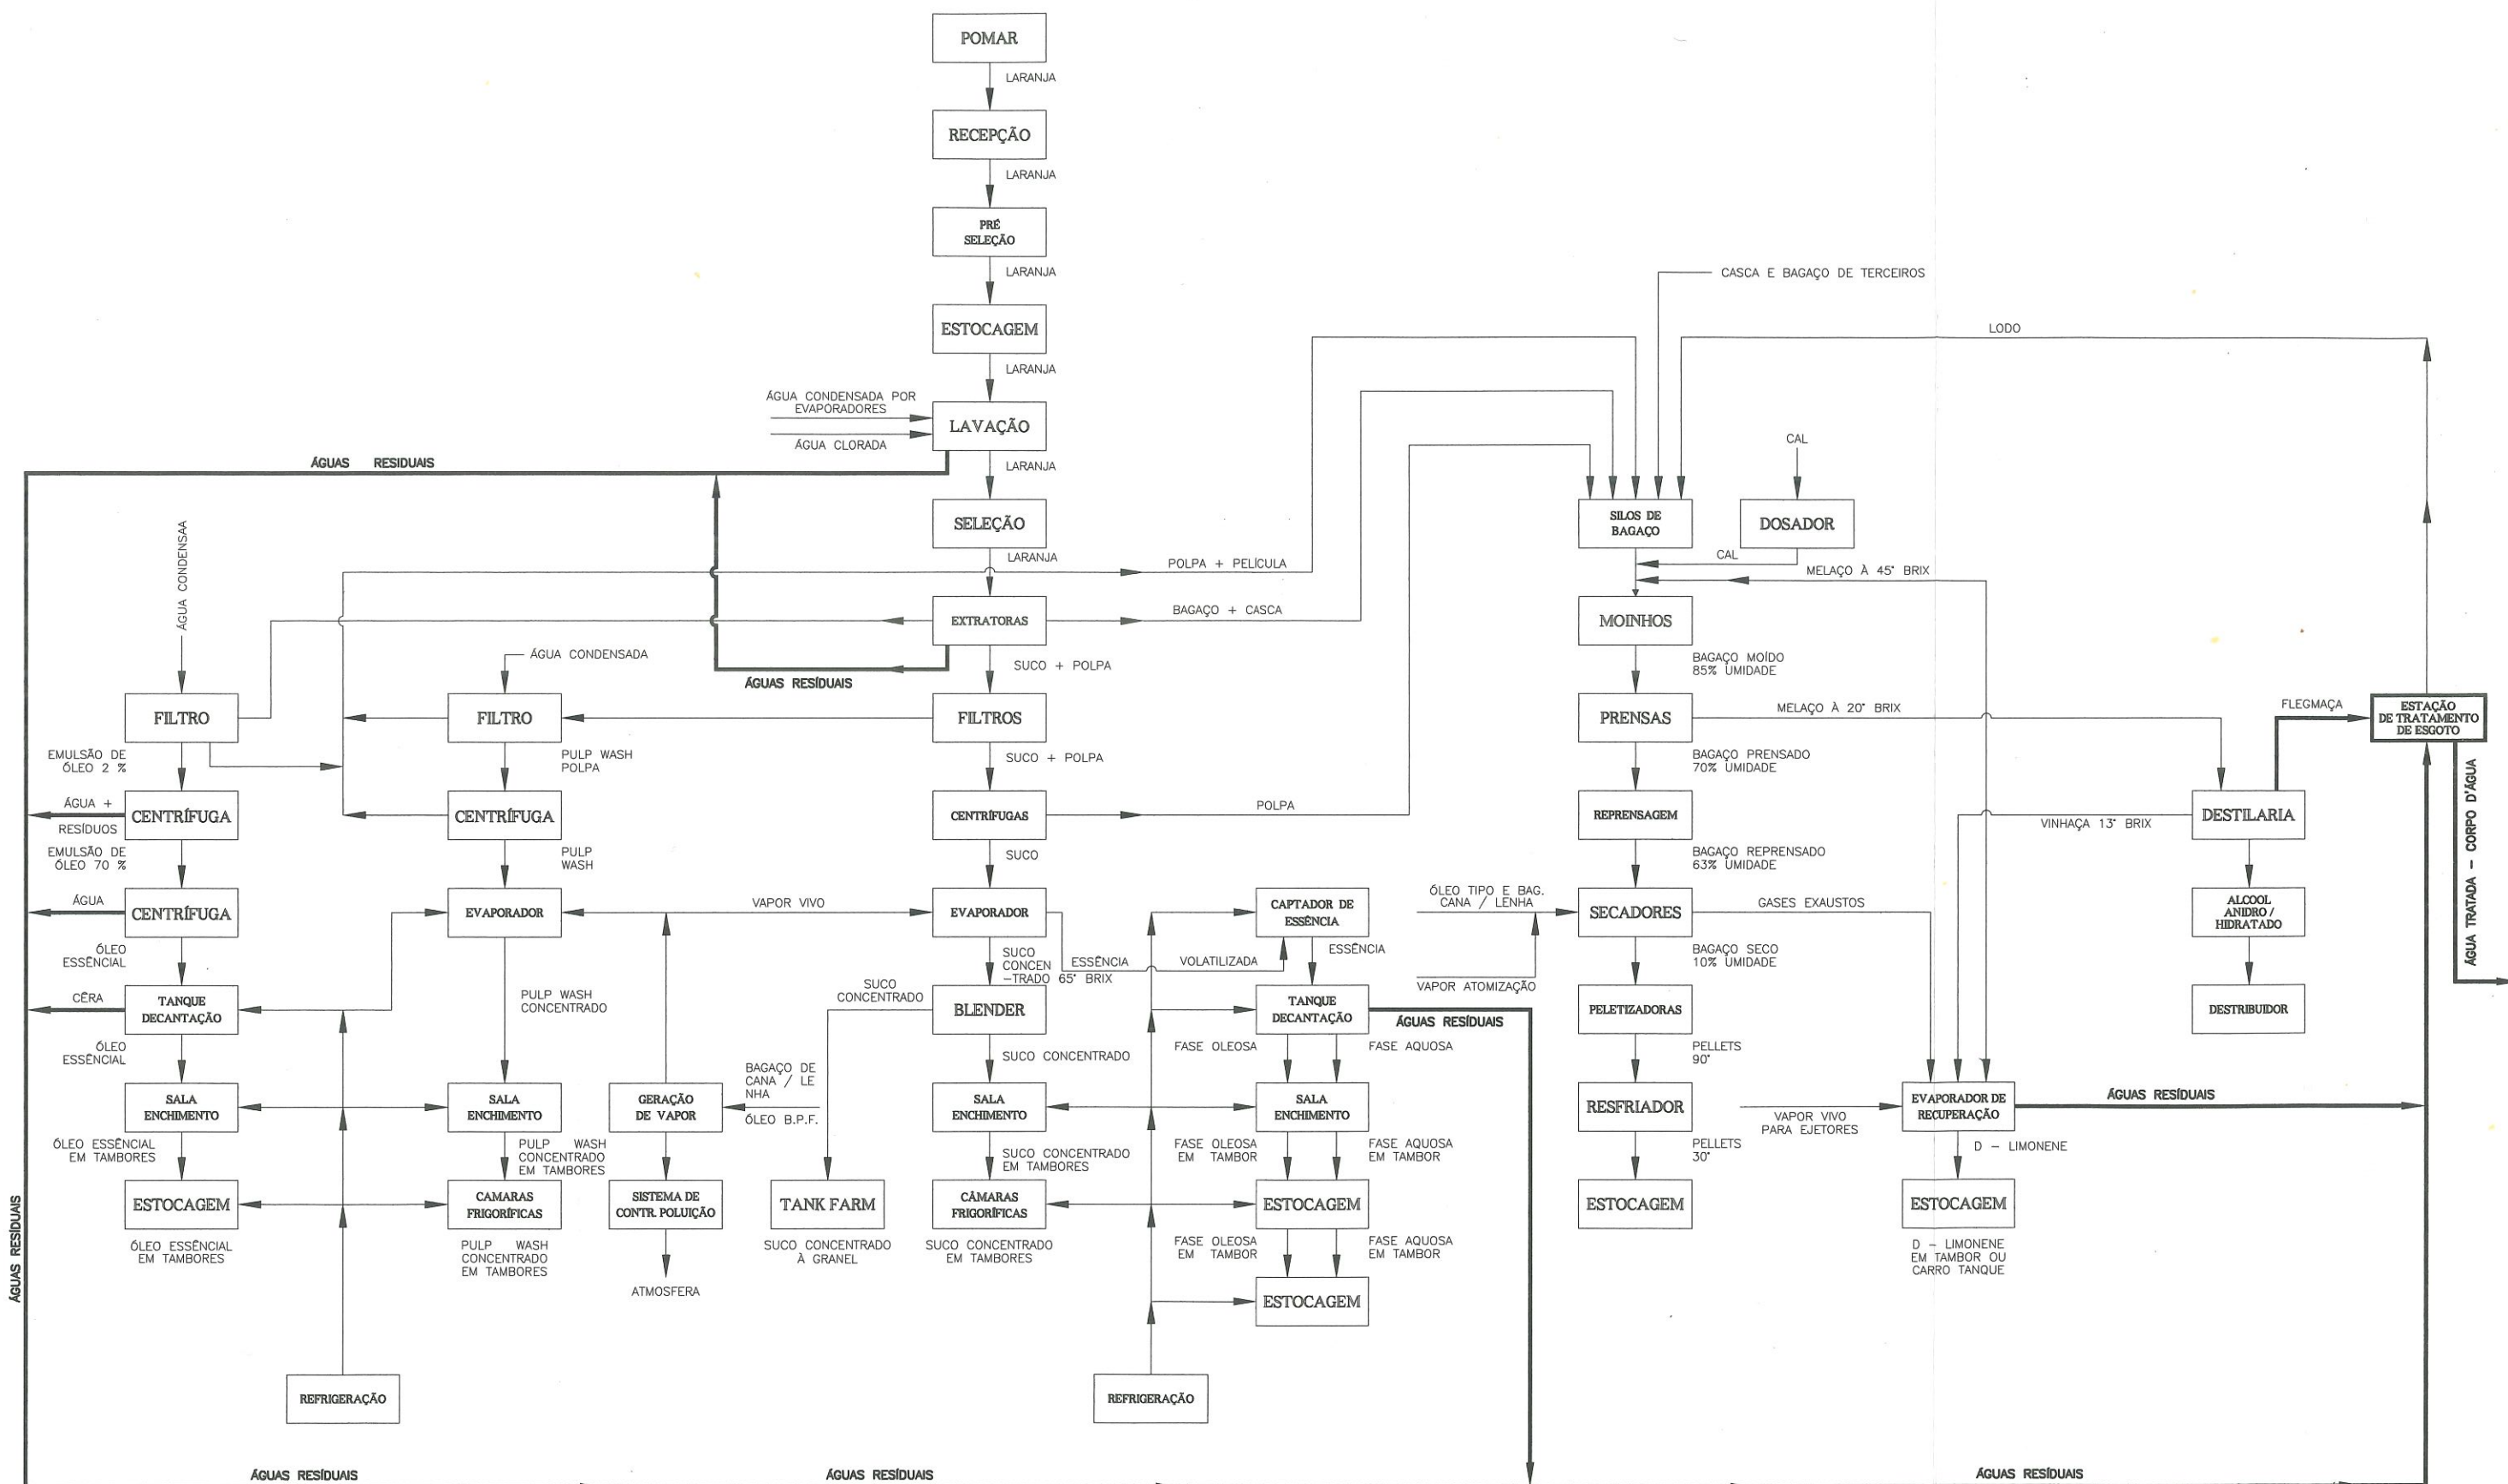 POMAR
LARANJA
RECEPÇÃO
LARANJA
PRÉ
SELEÇÃO
LARANJA
CASCA E BAGAÇO DE TERCEIROS
ESTOCAGEM
LODO
LARANJA
ÁGUA CONDENSADA POR
EVAPORADORES
LAVAÇÃO
ÁGUA CLORADA
CAL
ÁGUAS RESIDUAIS
LARANJA
ÁGUA CONDENSAA
SELEÇÃO
SILOS DE
BAGAÇO
DOSADOR
LARANJA
POLPA + PELÍCULA
CAL
MELAÇO À 45° BRIX
EXTRATORAS
BAGAÇO + CASCA
MOINHOS
ÁGUA CONDENSADA
SUCO + POLPA
BAGAÇO MOÍDO
85% UMIDADE
ÁGUAS RESÍDUAIS
FILTRO
FILTRO
FILTROS
PRENSAS
MELAÇO À 20° BRIX
FLEGMAÇA
ESTAÇÃO
DE TRATAMENTO
DE ESGOTO
EMULSÃO DE
ÓLEO 2 %
PULP WASH
POLPA
SUCO + POLPA
BAGAÇO PRENSADO
70% UMIDADE
ÁGUA TRATADA - CORPO D'ÁGUA
ÁGUA +
RESÍDUOS
CENTRÍFUGA
CENTRÍFUGA
CENTRÍFUGAS
POLPA
REPRENSAGEM
VINHAÇA 13° BRIX
DESTILARIA
EMULSÃO DE
ÓLEO 70 %
PULP
WASH
SUCO
BAGAÇO REPRENSADO
63% UMIDADE
ÁGUA
CENTRÍFUGA
EVAPORADOR
VAPOR VIVO
EVAPORADOR
CAPTADOR DE
ESSÊNCIA
ÓLEO TIPO E BAG.
CANA / LENHA
SECADORES
GASES EXAUSTOS
ALCOOL
ANIDRO /
HIDRATADO
ÓLEO
ESSÊNCIAL
SUCO
CONCEN
-TRADO 65° BRIX
ESSÊNCIA VOLATILIZADA
ESSÊNCIA
BAGAÇO SECO
10% UMIDADE
VAPOR ATOMIZAÇÃO
CÊRA
TANQUE
DECANTAÇÃO
PULP WASH
CONCENTRADO
SUCO
CONCENTRADO
BLENDER
TANQUE
DECANTAÇÃO
ÁGUAS RESÍDUAIS
PELETIZADORAS
DESTRIBUIDOR
ÓLEO
ESSÊNCIAL
SUCO CONCENTRADO
FASE OLEOSA
FASE AQUOSA
PELLETS
90°
BAGAÇO DE
CANA / LE
NHA
ÓLEO B.P.F.
SALA
ENCHIMENTO
SALA
ENCHIMENTO
GERAÇÃO
DE VAPOR
SALA
ENCHIMENTO
SALA
ENCHIMENTO
RESFRIADOR
VAPOR VIVO
PARA EJETORES
EVAPORADOR DE
RECUPERAÇÃO
ÁGUAS RESÍDUAIS
ÓLEO ESSÊNCIAL
EM TAMBORES
PULP WASH
CONCENTRADO
EM TAMBORES
SUCO CONCENTRADO
EM TAMBORES
FASE OLEOSA
EM TAMBOR
FASE AQUOSA
EM TAMBOR
PELLETS
30°
D - LIMONENE
ESTOCAGEM
CAMARAS
FRIGORÍFICAS
SISTEMA DE
CONTR. POLUIÇÃO
TANK FARM
CÂMARAS
FRIGORÍFICAS
ESTOCAGEM
ESTOCAGEM
ESTOCAGEM
ÁGUAS RESÍDUAIS
ÓLEO ESSÊNCIAL
EM TAMBORES
PULP WASH
CONCENTRADO
EM TAMBORES
ATMOSFERA
SUCO CONCENTRADO
À GRANEL
SUCO CONCENTRADO
EM TAMBORES
FASE OLEOSA
EM TAMBOR
FASE AQUOSA
EM TAMBOR
D - LIMONENE
EM TAMBOR OU
CARRO TANQUE
ESTOCAGEM
REFRIGERAÇÃO
REFRIGERAÇÃO
ÁGUAS RESÍDUAIS
ÁGUAS RESÍDUAIS
ÁGUAS RESÍDUAIS